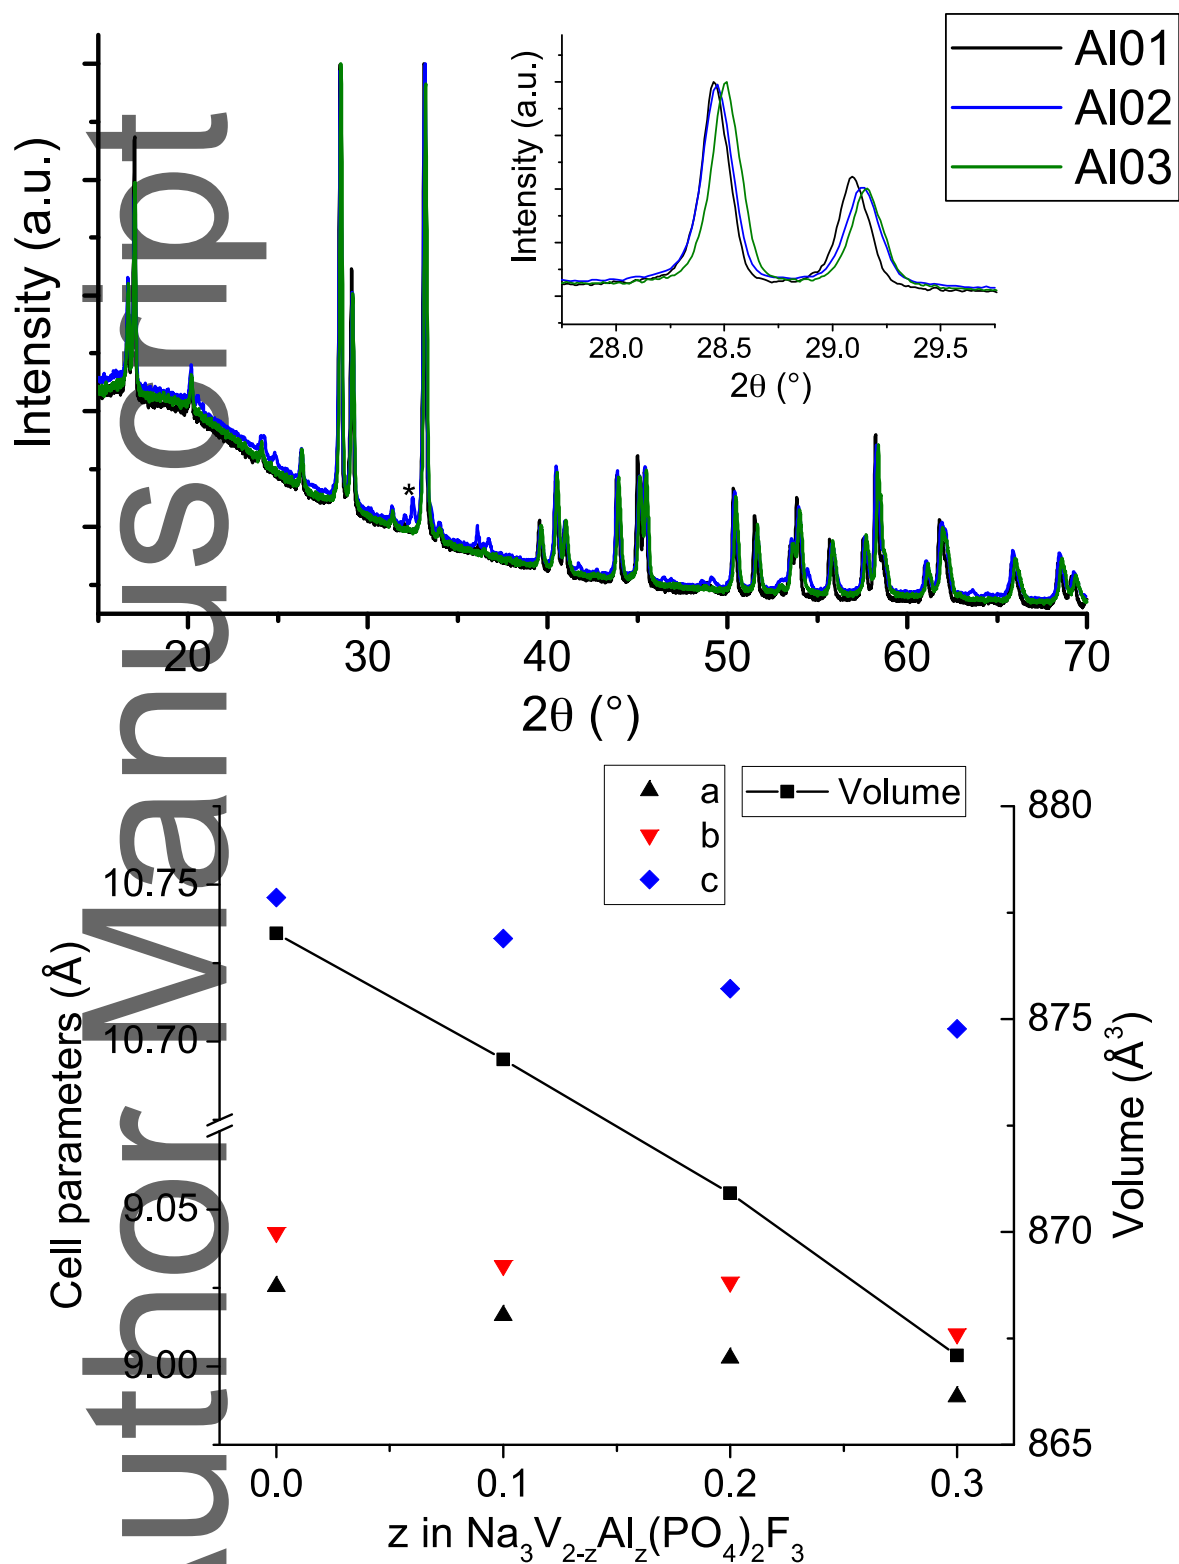 Al01
Al02
Al03
Intensity (a.u.)
28.0 28.5 29.0 29.5
2θ (°)
Intensity (a.u.)
*
20 30 40 50 60 70
2θ (°)
a
b
c
Volume
Cell parameters (Å)
10.75
10.70
9.05
9.00
880
875
870
865
Volume (Å³)
0.0 0.1 0.2 0.3
z in Na₃V₂₋zAlz(PO₄)₂F₃
Author Manuscript